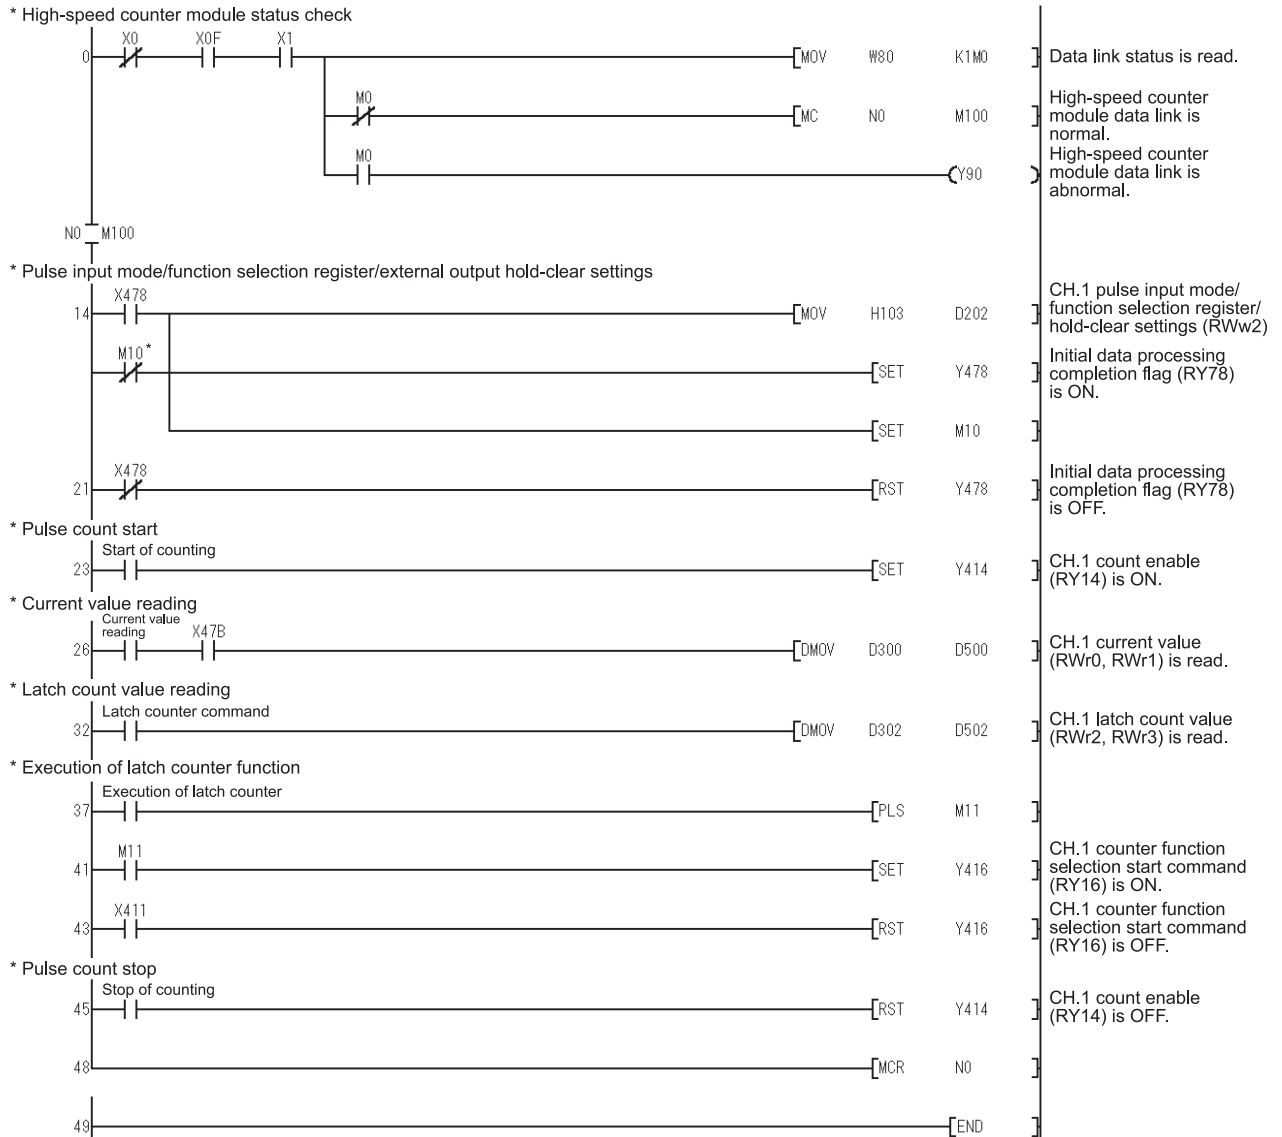 * High-speed counter module status check
X0 X0F X1
0 MOV W80 K1M0 Data link status is read.
M0
MC N0 M100
High-speed counter
module data link is
normal.
M0
Y90
High-speed counter
module data link is
abnormal.
N0 M100
* Pulse input mode/function selection register/external output hold-clear settings
X478
14 MOV H103 D202
CH.1 pulse input mode/
function selection register/
hold-clear settings (RWw2)
M10 *
SET Y478
Initial data processing
completion flag (RY78)
is ON.
SET M10
X478
21 RST Y478
Initial data processing
completion flag (RY78)
is OFF.
* Pulse count start
Start of counting
23 SET Y414
CH.1 count enable
(RY14) is ON.
* Current value reading
Current value
reading X47B
26 DMOV D300 D500
CH.1 current value
(RWr0, RWr1) is read.
* Latch count value reading
Latch counter command
32 DMOV D302 D502
CH.1 latch count value
(RWr2, RWr3) is read.
* Execution of latch counter function
Execution of latch counter
37 PLS M11
M11
41 SET Y416
CH.1 counter function
selection start command
(RY16) is ON.
X411
43 RST Y416
CH.1 counter function
selection start command
(RY16) is OFF.
* Pulse count stop
Stop of counting
45 RST Y414
CH.1 count enable
(RY14) is OFF.
48 MCR N0
49 END